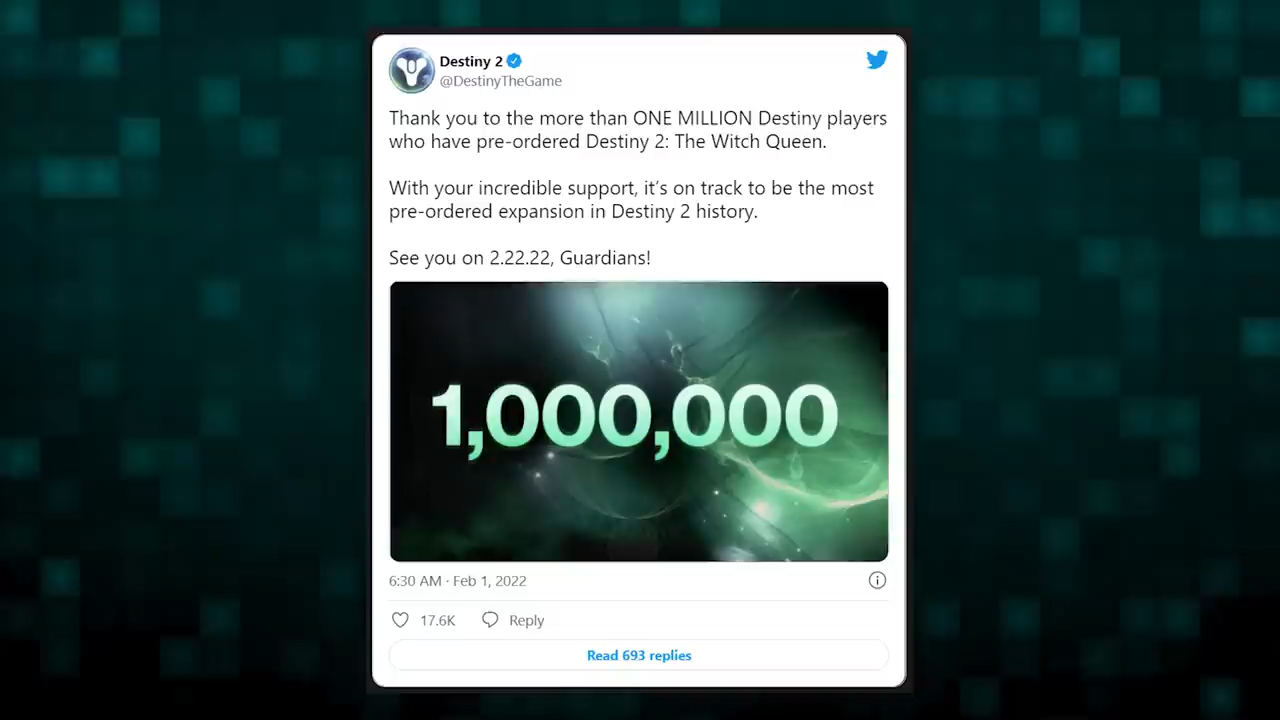 Destiny 2
@DestinyTheGame
Thank you to the more than ONE MILLION Destiny players
who have pre-ordered Destiny 2: The Witch Queen.
With your incredible support, it's on track to be the most
pre-ordered expansion in Destiny 2 history.
See you on 2.22.22, Guardians!
1,000,000
6:30 AM · Feb 1, 2022
17.6K Reply
Read 693 replies